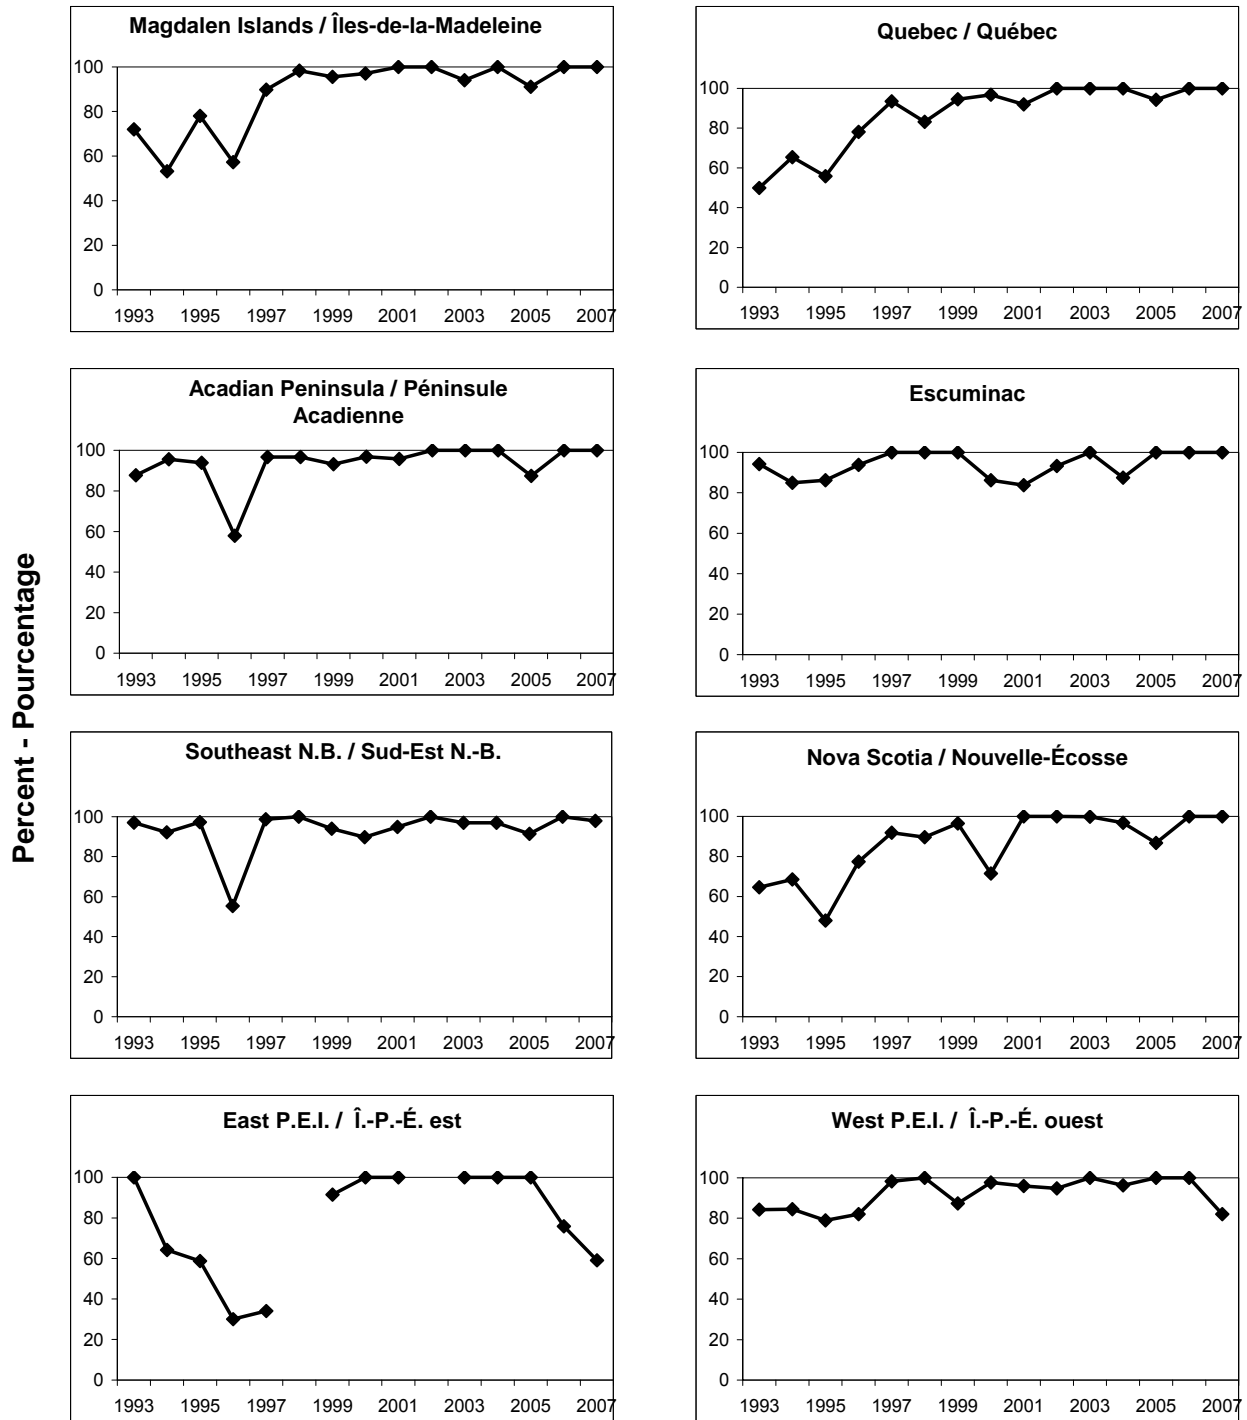 Percent - Pourcentage
Magdalen Islands / Îles-de-la-Madeleine
100
80
60
40
20
0
1993 1995 1997 1999 2001 2003 2005 2007
Quebec / Québec
100
80
60
40
20
0
1993 1995 1997 1999 2001 2003 2005 2007
Acadian Peninsula / Péninsule
Acadienne
100
80
60
40
20
0
1993 1995 1997 1999 2001 2003 2005 2007
Escuminac
100
80
60
40
20
0
1993 1995 1997 1999 2001 2003 2005 2007
Southeast N.B. / Sud-Est N.-B.
100
80
60
40
20
0
1993 1995 1997 1999 2001 2003 2005 2007
Nova Scotia / Nouvelle-Écosse
100
80
60
40
20
0
1993 1995 1997 1999 2001 2003 2005 2007
East P.E.I. / Î.-P.-É. est
100
80
60
40
20
0
1993 1995 1997 1999 2001 2003 2005 2007
West P.E.I. / Î.-P.-É. ouest
100
80
60
40
20
0
1993 1995 1997 1999 2001 2003 2005 2007